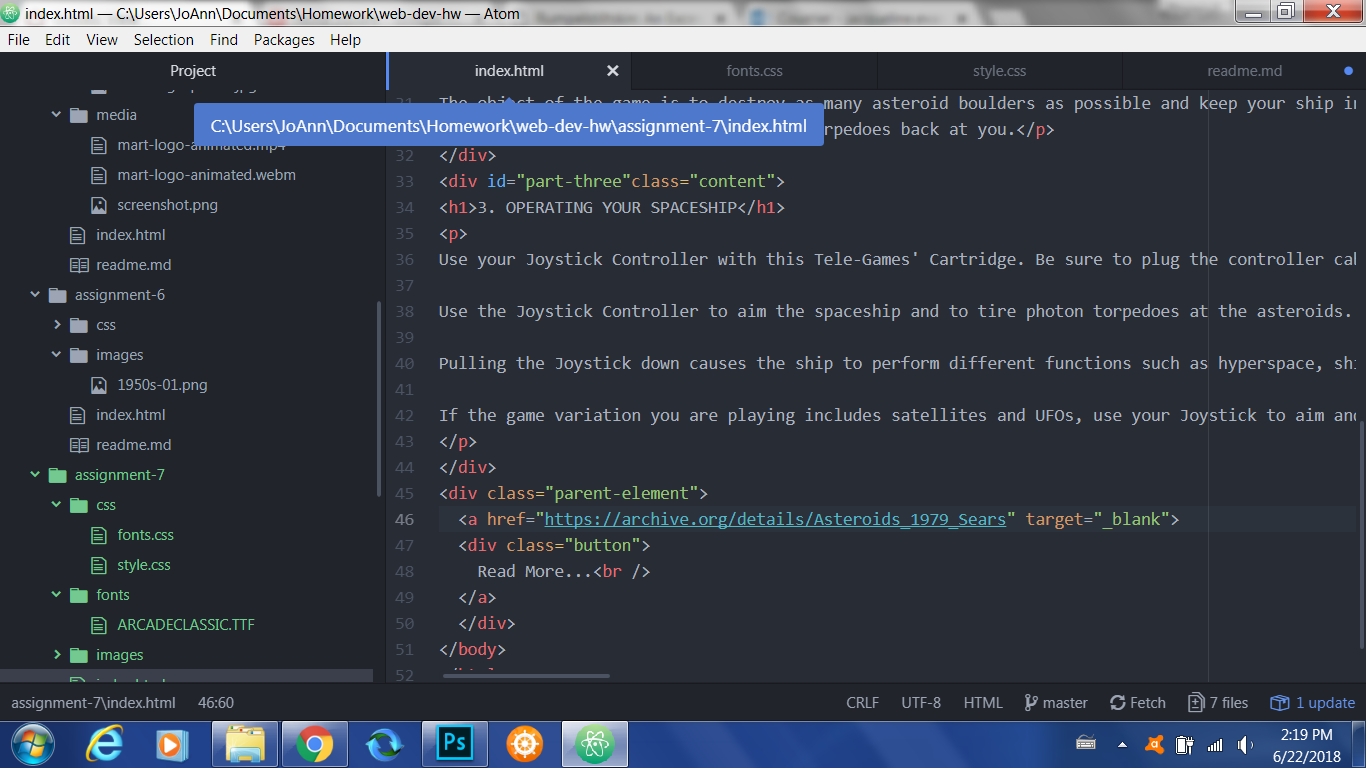 index.html — C:\Users\JoAnn\Documents\Homework\web-dev-hw — Atom
File Edit View Selection Find Packages Help
Project
media
mart-logo-animated.mp4
mart-logo-animated.webm
screenshot.png
index.html
readme.md
assignment-6
css
images
1950s-01.png
index.html
readme.md
assignment-7
css
fonts.css
style.css
fonts
ARCADECLASSIC.TTF
images
index.html fonts.css style.css readme.md
C:\Users\JoAnn\Documents\Homework\web-dev-hw\assignment-7\index.html
31 The object of the game is to destroy as many asteroid boulders as possible and keep your ship in
torpedoes back at you.</p>
32 </div>
33 <div id="part-three"class="content">
34 <h1>3. OPERATING YOUR SPACESHIP</h1>
35 <p>
36 Use your Joystick Controller with this Tele-Games' Cartridge. Be sure to plug the controller cab
37
38 Use the Joystick Controller to aim the spaceship and to tire photon torpedoes at the asteroids.
39
40 Pulling the Joystick down causes the ship to perform different functions such as hyperspace, shi
41
42 If the game variation you are playing includes satellites and UFOs, use your Joystick to aim and
43 </p>
44 </div>
45 <div class="parent-element">
46 <a href="https://archive.org/details/Asteroids_1979_Sears" target="_blank">
47 <div class="button">
48 Read More...<br />
49 </a>
50 </div>
51 </body>
52
assignment-7\index.html 46:60 CRLF UTF-8 HTML master Fetch 7 files 1 update
Ps
2:19 PM
6/22/2018